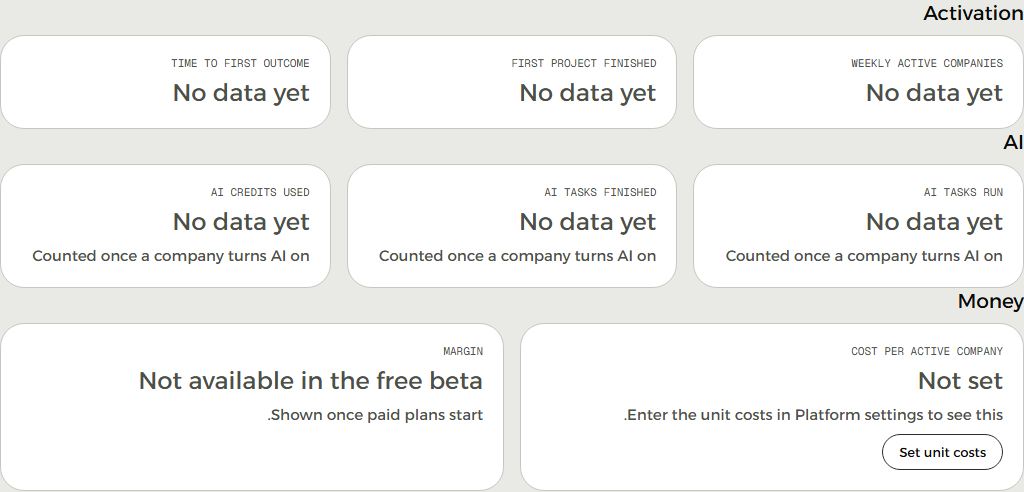 Activation
WEEKLY ACTIVE COMPANIES
No data yet
FIRST PROJECT FINISHED
No data yet
TIME TO FIRST OUTCOME
No data yet
AI
AI TASKS RUN
No data yet
Counted once a company turns AI on
AI TASKS FINISHED
No data yet
Counted once a company turns AI on
AI CREDITS USED
No data yet
Counted once a company turns AI on
Money
COST PER ACTIVE COMPANY
Not set
.Enter the unit costs in Platform settings to see this
Set unit costs
MARGIN
Not available in the free beta
.Shown once paid plans start